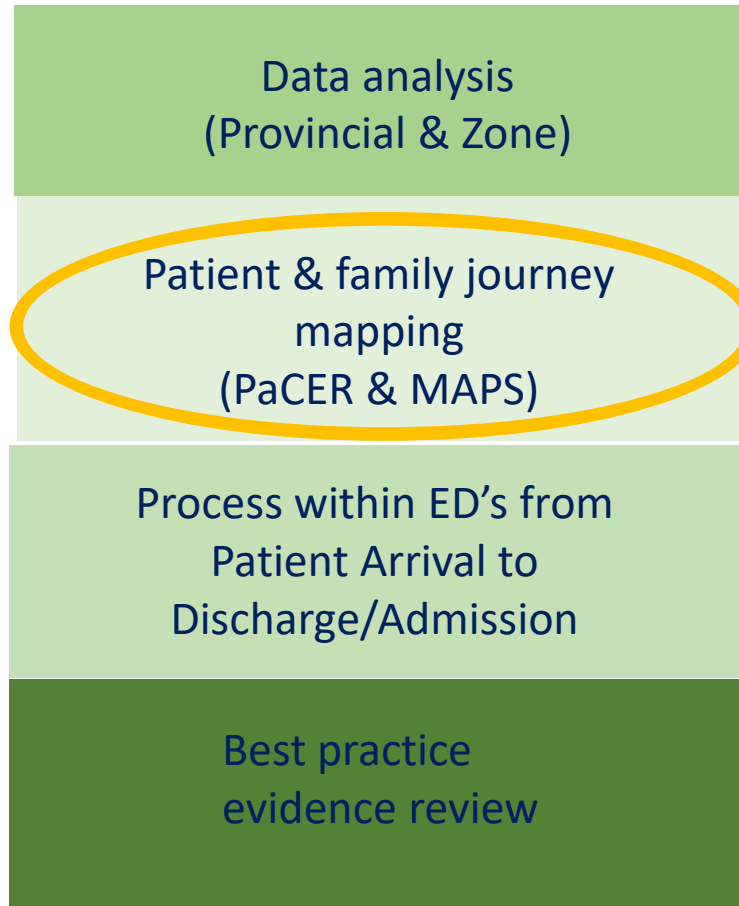 Data analysis
(Provincial & Zone)
Patient & family journey
mapping
(PaCER & MAPS)
Process within ED’s from
Patient Arrival to
Discharge/Admission
Best practice
evidence review